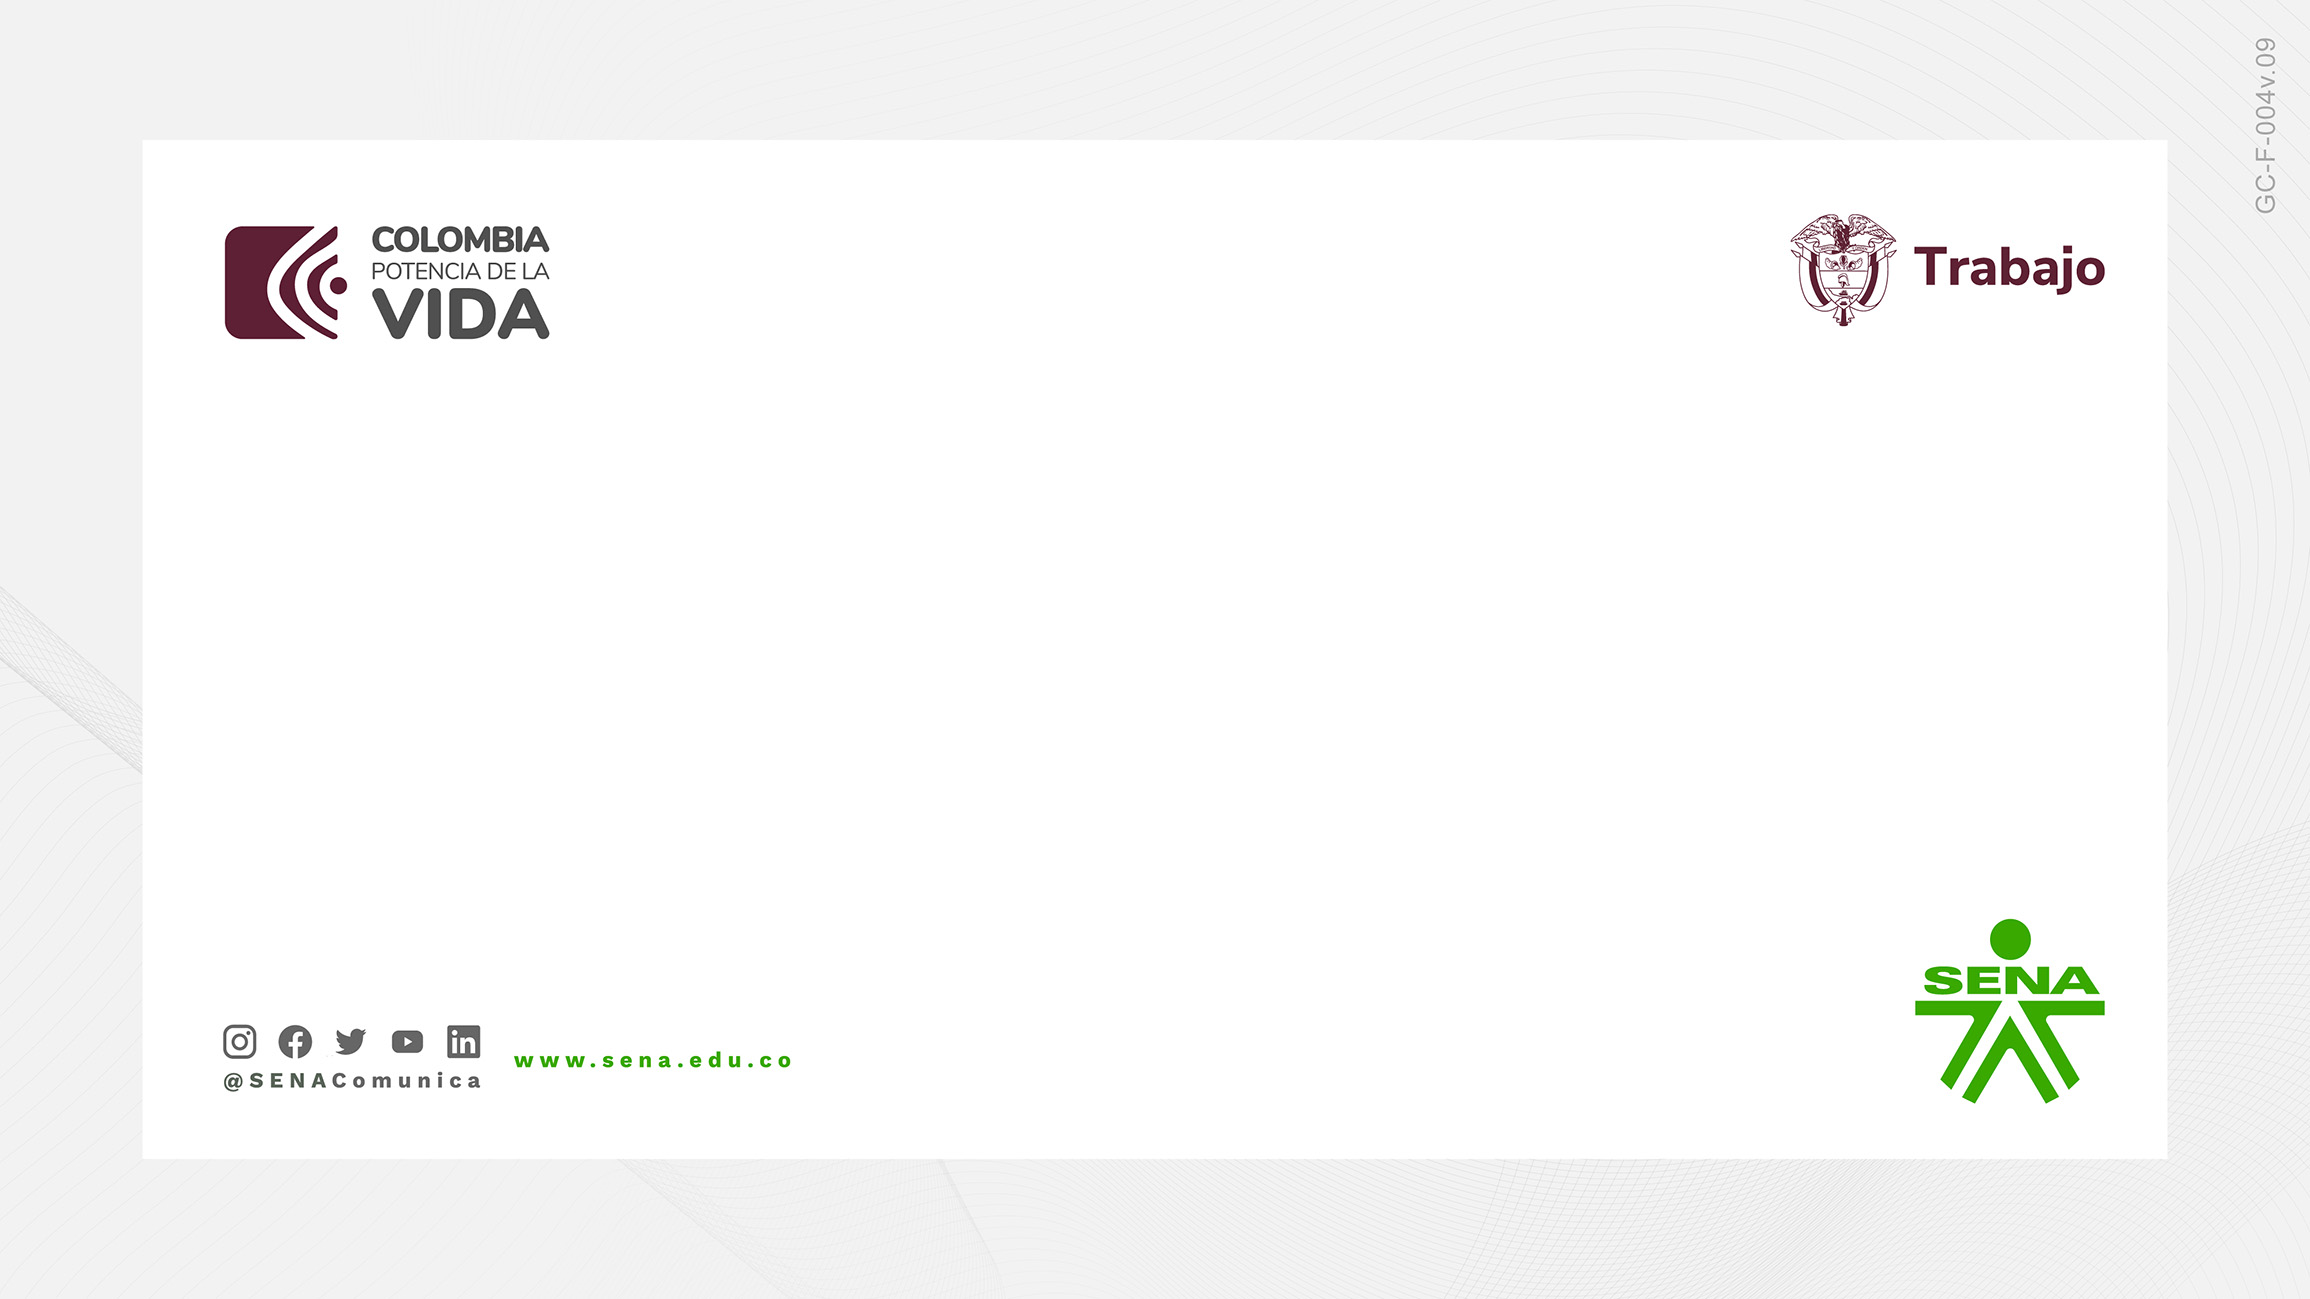 GC-F-004v.09
COLOMBIA
POTENCIA DE LA
VIDA
Trabajo
SENA
@SENAComunica
www.sena.edu.co